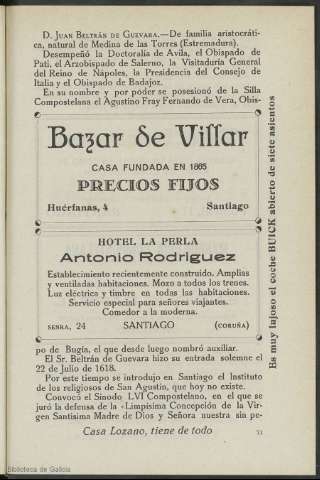 D. JUAN BELTRÁN DE GUEVARA.—De familia aristocráti-
ca, natural de Medina de las Torres (Estremadura).
Desempeñó la Doctoralía de Avila, el Obispado de
Pati, el Arzobispado de Salerno, la Visitaduría General
del Reino de Nápoles, la Presidencia del Consejo de
Italia y el Obispado de Badajoz.
En su nombre y por poder se posesionó de la Silla
Compostelana el Agustino Fray Fernando de Vera, Obis-
Bazar de Villar
CASA FUNDADA EN 1865
PRECIOS FIJOS
Huérfanas, 4 Santiago
HOTEL LA PERLA
Antonio Rodriguez
Establecimiento recientemente construido. Amplias
y ventiladas habitaciones. Mozo a todos los trenes.
Luz eléctrica y timbre en todas las habitaciones.
Servicio especial para señores viajantes.
Comedor a la moderna.
SENRA, 24 SANTIAGO (CORUÑA)
po de Bugía, el que desde luego nombró auxiliar.
El Sr. Beltrán de Guevara hizo su entrada solemne el
22 de Julio de 1618.
Por este tiempo se introdujo en Santiago el Instituto
de los religiosos de San Agustín, que hoy no existe.
Convocó el Sínodo LVI Compostelano, en el que se
juró la defensa de la «Limpísima Concepción de la Vir-
gen Santísima Madre de Dios y Señora nuestra sin pe-
Casa Lozano, tiene de todo
Es muy lujoso el coche BUICK abierto de siete asientos
Biblioteca de Galicia